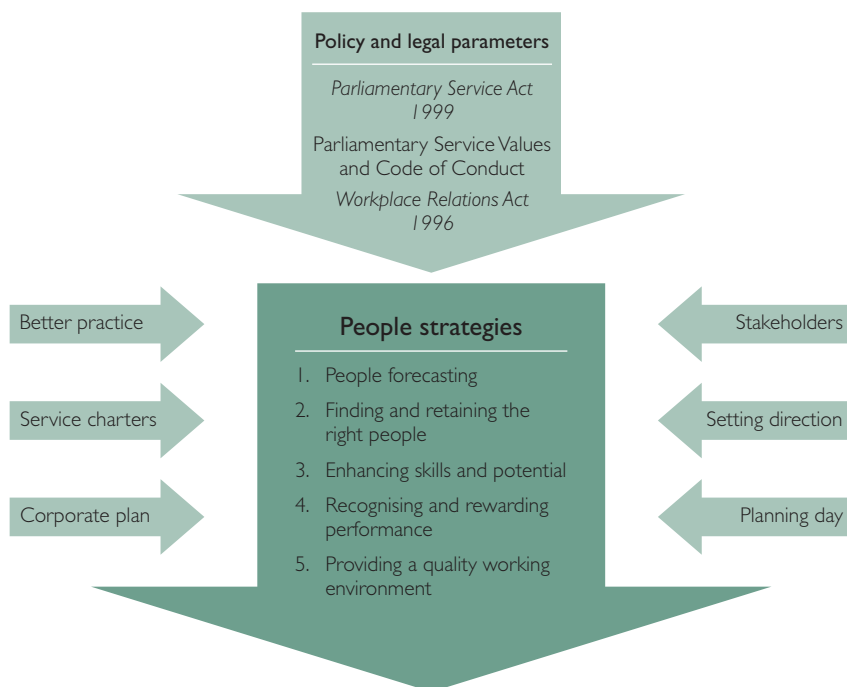 Policy and legal parameters
Parliamentary Service Act
1999
Parliamentary Service Values
and Code of Conduct
Workplace Relations Act
1996
Better practice
Service charters
Corporate plan
People strategies
1. People forecasting
2. Finding and retaining the
right people
3. Enhancing skills and potential
4. Recognising and rewarding
performance
5. Providing a quality working
environment
Stakeholders
Setting direction
Planning day